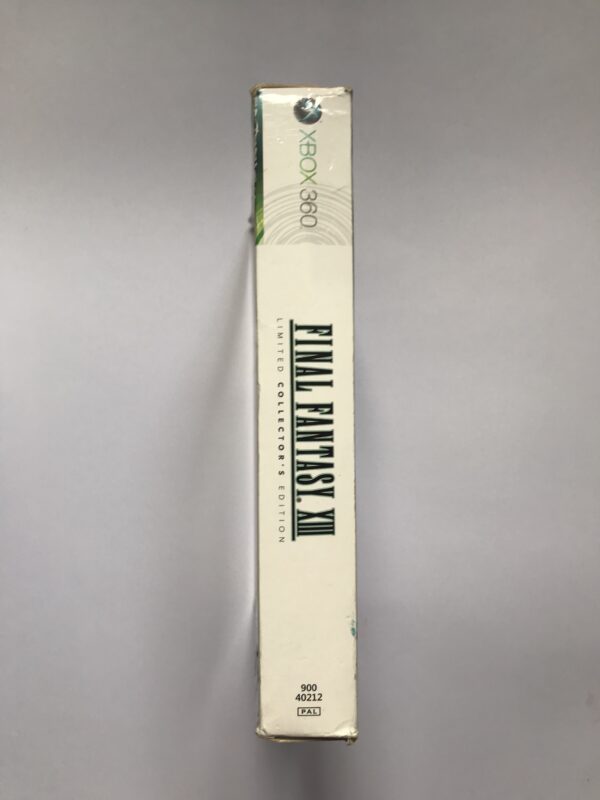 XBOX 360
FINAL FANTASY. XIII
LIMITED COLLECTOR'S EDITION
900
40212
PAL